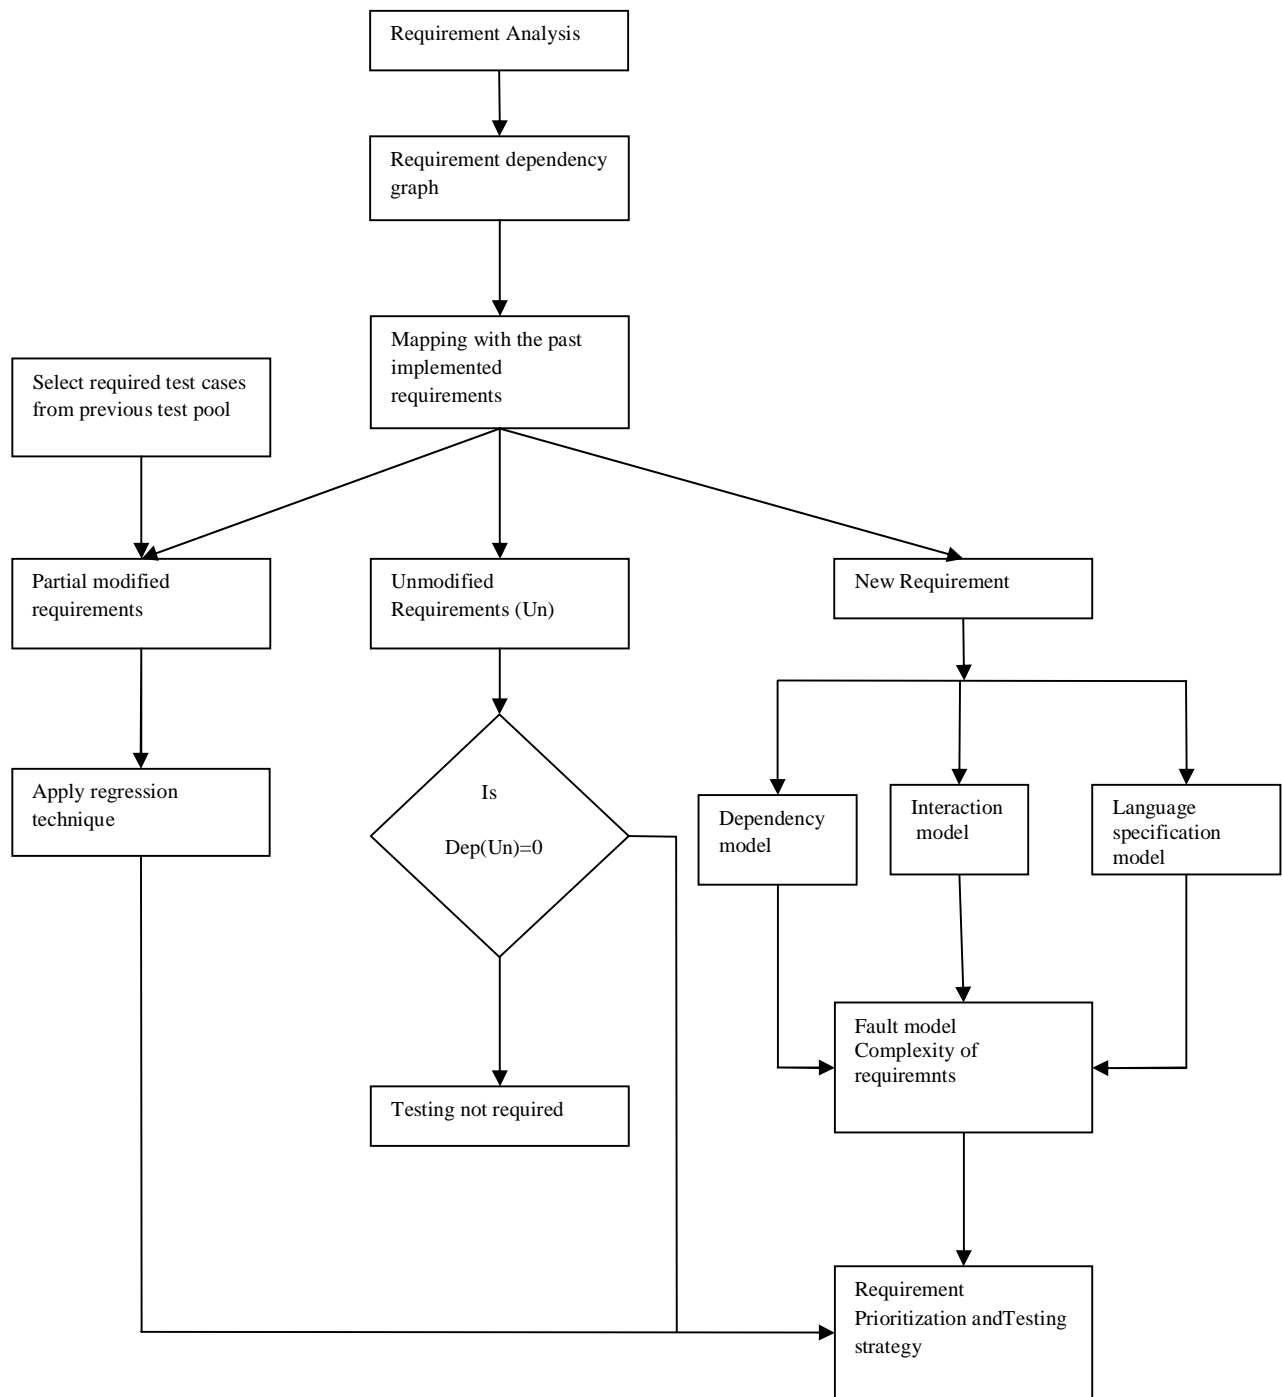 Requirement Analysis
Requirement dependency
graph
Mapping with the past
implemented
requirements
Select required test cases
from previous test pool
Partial modified
requirements
Unmodified
Requirements (Un)
New Requirement
Apply regression
technique
Is
Dep(Un)=0
Dependency
model
Interaction
model
Language
specification
model
Fault model
Complexity of
requiremnts
Testing not required
Requirement
Prioritization andTesting
strategy